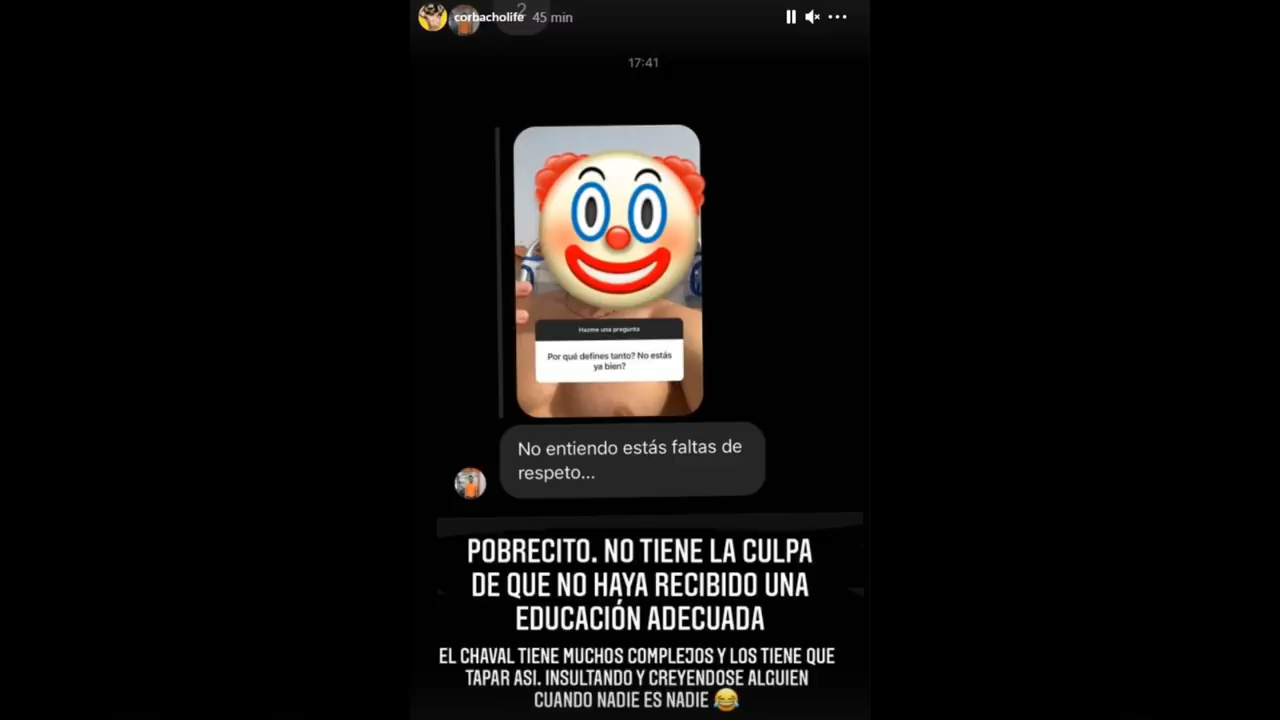 corbacholife 45 min
2
17:41
Hazme una pregunta
Por qué defines tanto? No estás
ya bien?
No entiendo estás faltas de
respeto...
POBRECITO. NO TIENE LA CULPA
DE QUE NO HAYA RECIBIDO UNA
EDUCACIÓN ADECUADA
EL CHAVAL TIENE MUCHOS COMPLEJOS Y LOS TIENE QUE
TAPAR ASI. INSULTANDO Y CREYENDOSE ALGUIEN
CUANDO NADIE ES NADIE 😂